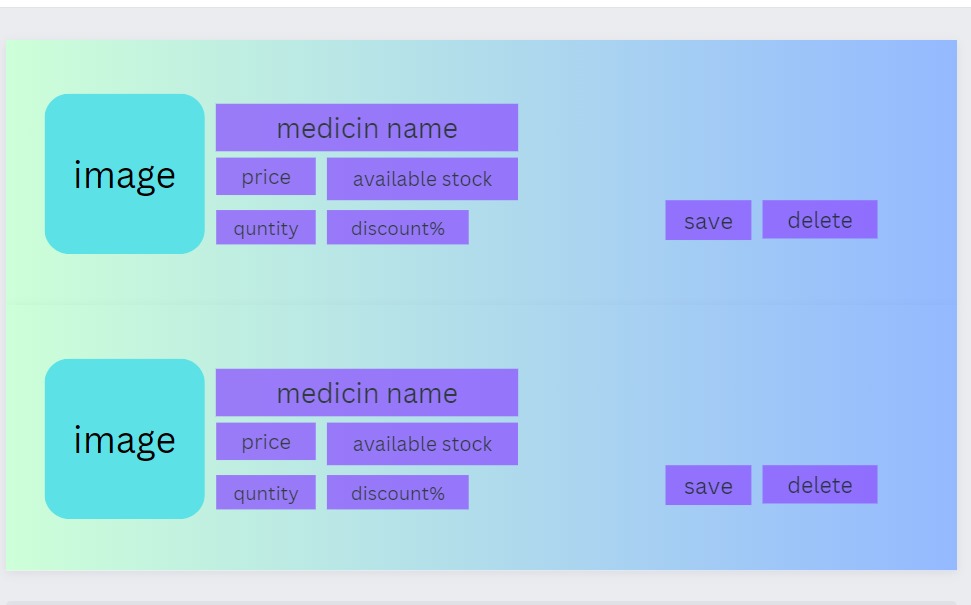 image
medicin name
price
available stock
quntity
discount%
save
delete
image
medicin name
price
available stock
quntity
discount%
save
delete